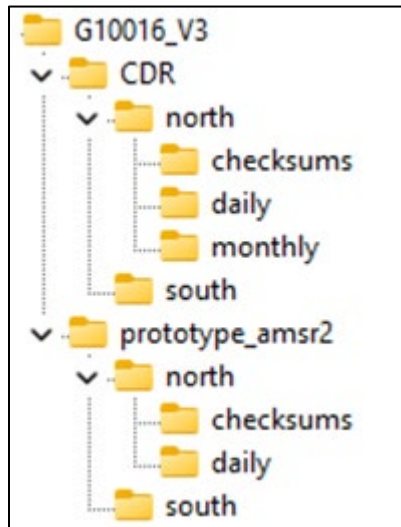 G10016_V3
CDR
north
checksums
daily
monthly
south
prototype_amsr2
north
checksums
daily
south